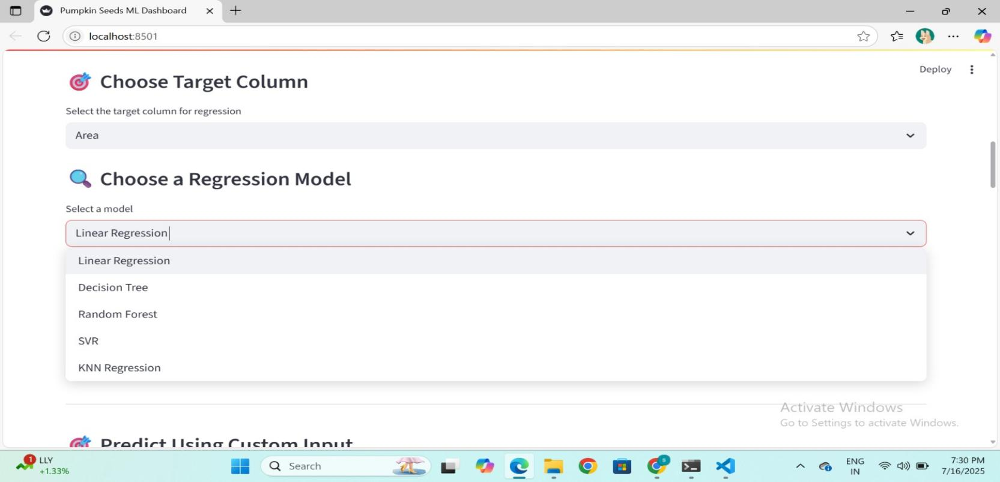 Pumpkin Seeds ML Dashboard
localhost:8501
Deploy
Choose Target Column
Select the target column for regression
Area
Choose a Regression Model
Select a model
Linear Regression
Linear Regression
Decision Tree
Random Forest
SVR
KNN Regression
Activate Windows
Go to Settings to activate Windows.
Predict Using Custom Input
1
LLY
+1.33%
Search
S
ENG
IN
7:30 PM
7/16/2025